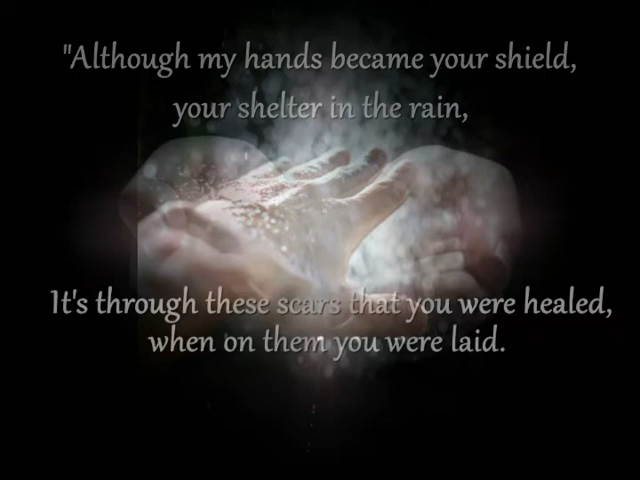 "Although my hands became your shield,
your shelter in the rain,
It's through these scars that you were healed,
when on them you were laid.